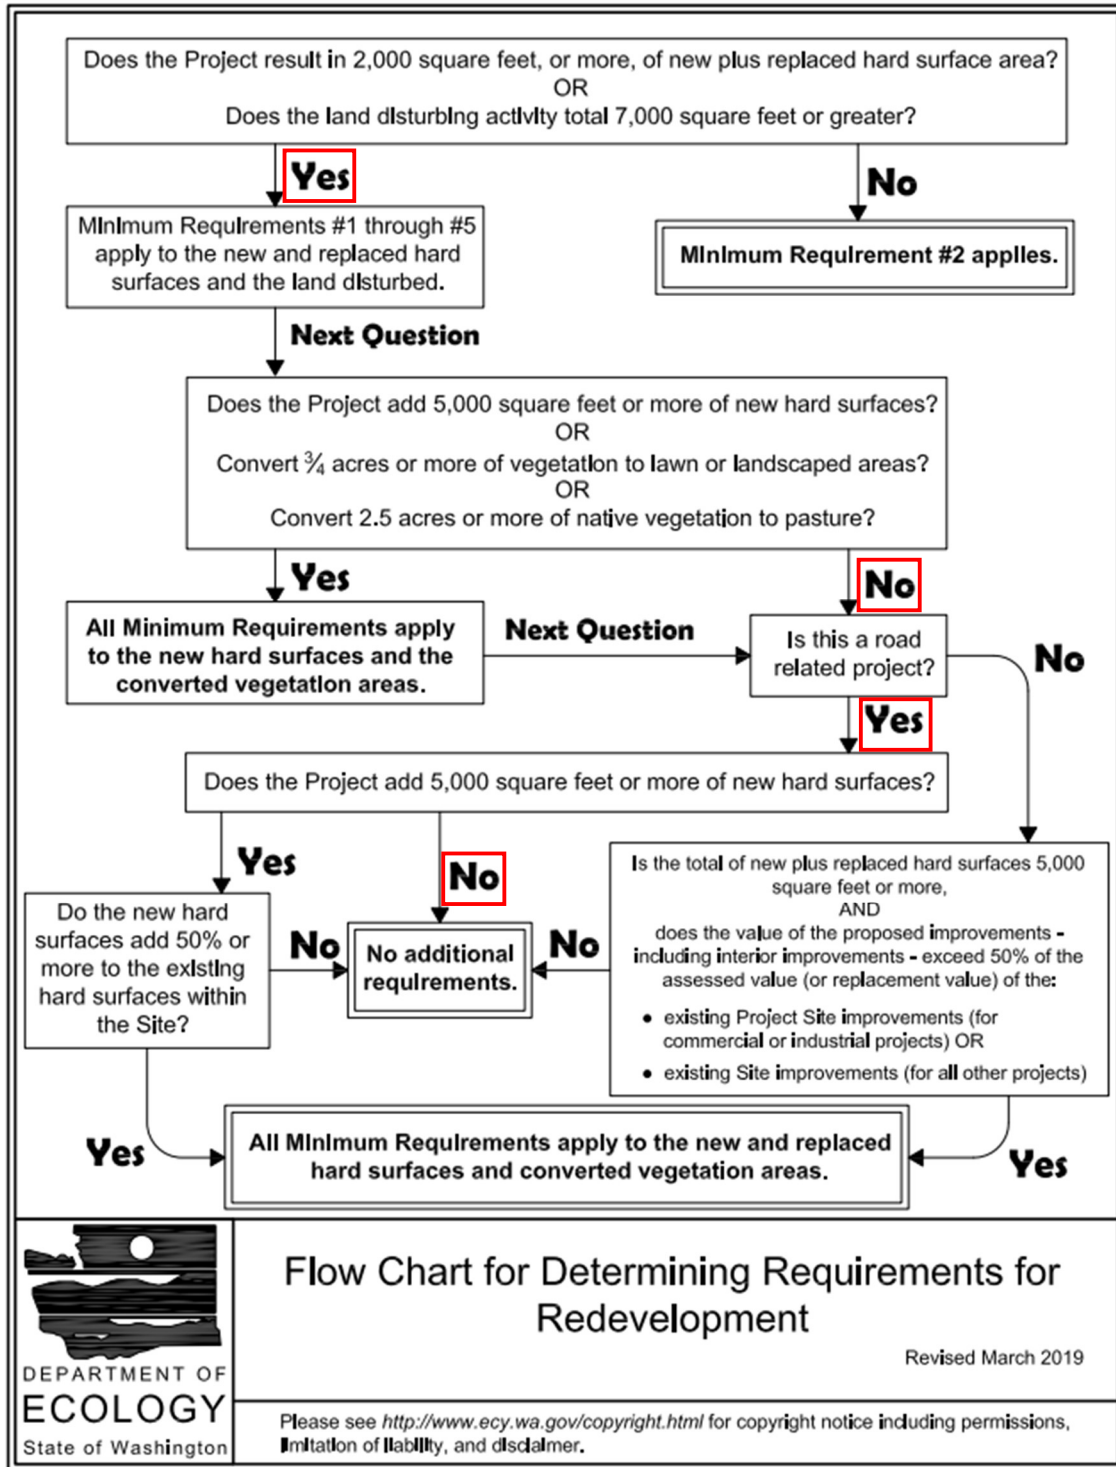 Does the Project result in 2,000 square feet, or more, of new plus replaced hard surface area?
OR
Does the land disturbing activity total 7,000 square feet or greater?
Yes
No
Minimum Requirements #1 through #5
apply to the new and replaced hard
surfaces and the land disturbed.
Minimum Requirement #2 applies.
Next Question
Does the Project add 5,000 square feet or more of new hard surfaces?
OR
Convert ¾ acres or more of vegetation to lawn or landscaped areas?
OR
Convert 2.5 acres or more of native vegetation to pasture?
Yes
No
All Minimum Requirements apply
to the new hard surfaces and the
converted vegetation areas.
Next Question
Is this a road
related project?
No
Yes
Does the Project add 5,000 square feet or more of new hard surfaces?
Yes
No
Do the new hard
surfaces add 50% or
more to the existing
hard surfaces within
the Site?
No
No additional
requirements.
No
Is the total of new plus replaced hard surfaces 5,000
square feet or more,
AND
does the value of the proposed improvements -
including interior improvements - exceed 50% of the
assessed value (or replacement value) of the:
• existing Project Site improvements (for
commercial or industrial projects) OR
• existing Site improvements (for all other projects)
Yes
All Minimum Requirements apply to the new and replaced
hard surfaces and converted vegetation areas.
Yes
DEPARTMENT OF
ECOLOGY
State of Washington
Flow Chart for Determining Requirements for
Redevelopment
Revised March 2019
Please see http://www.ecy.wa.gov/copyright.html for copyright notice including permissions,
limitation of liability, and disclaimer.